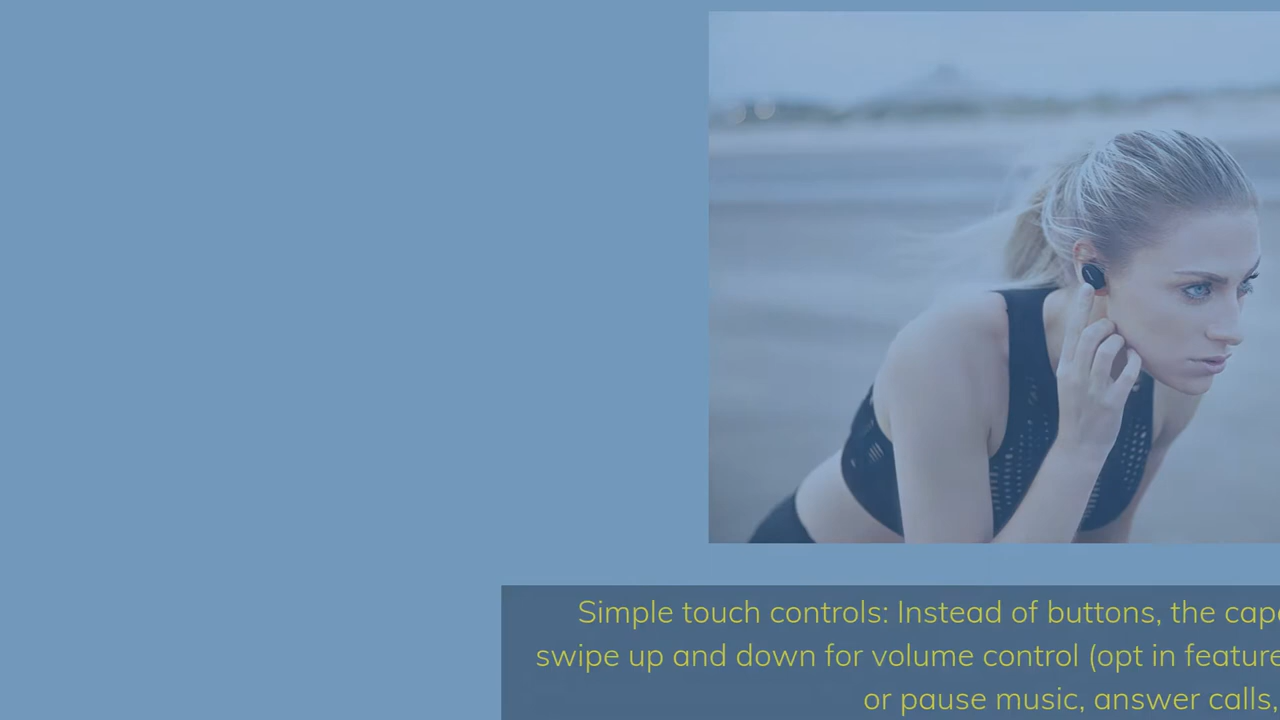 Simple touch controls: Instead of buttons, the
swipe up and down for volume control (opt in feature
or pause music, answer calls,